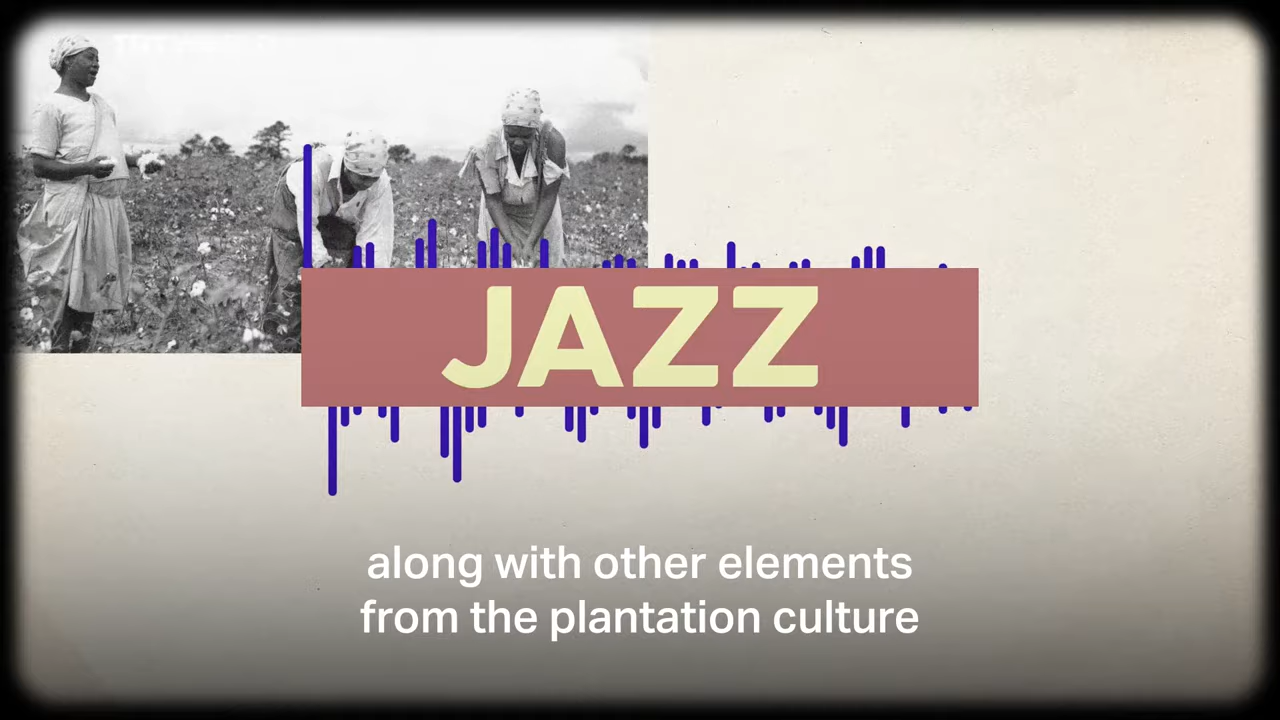 JAZZ
along with other elements
from the plantation culture